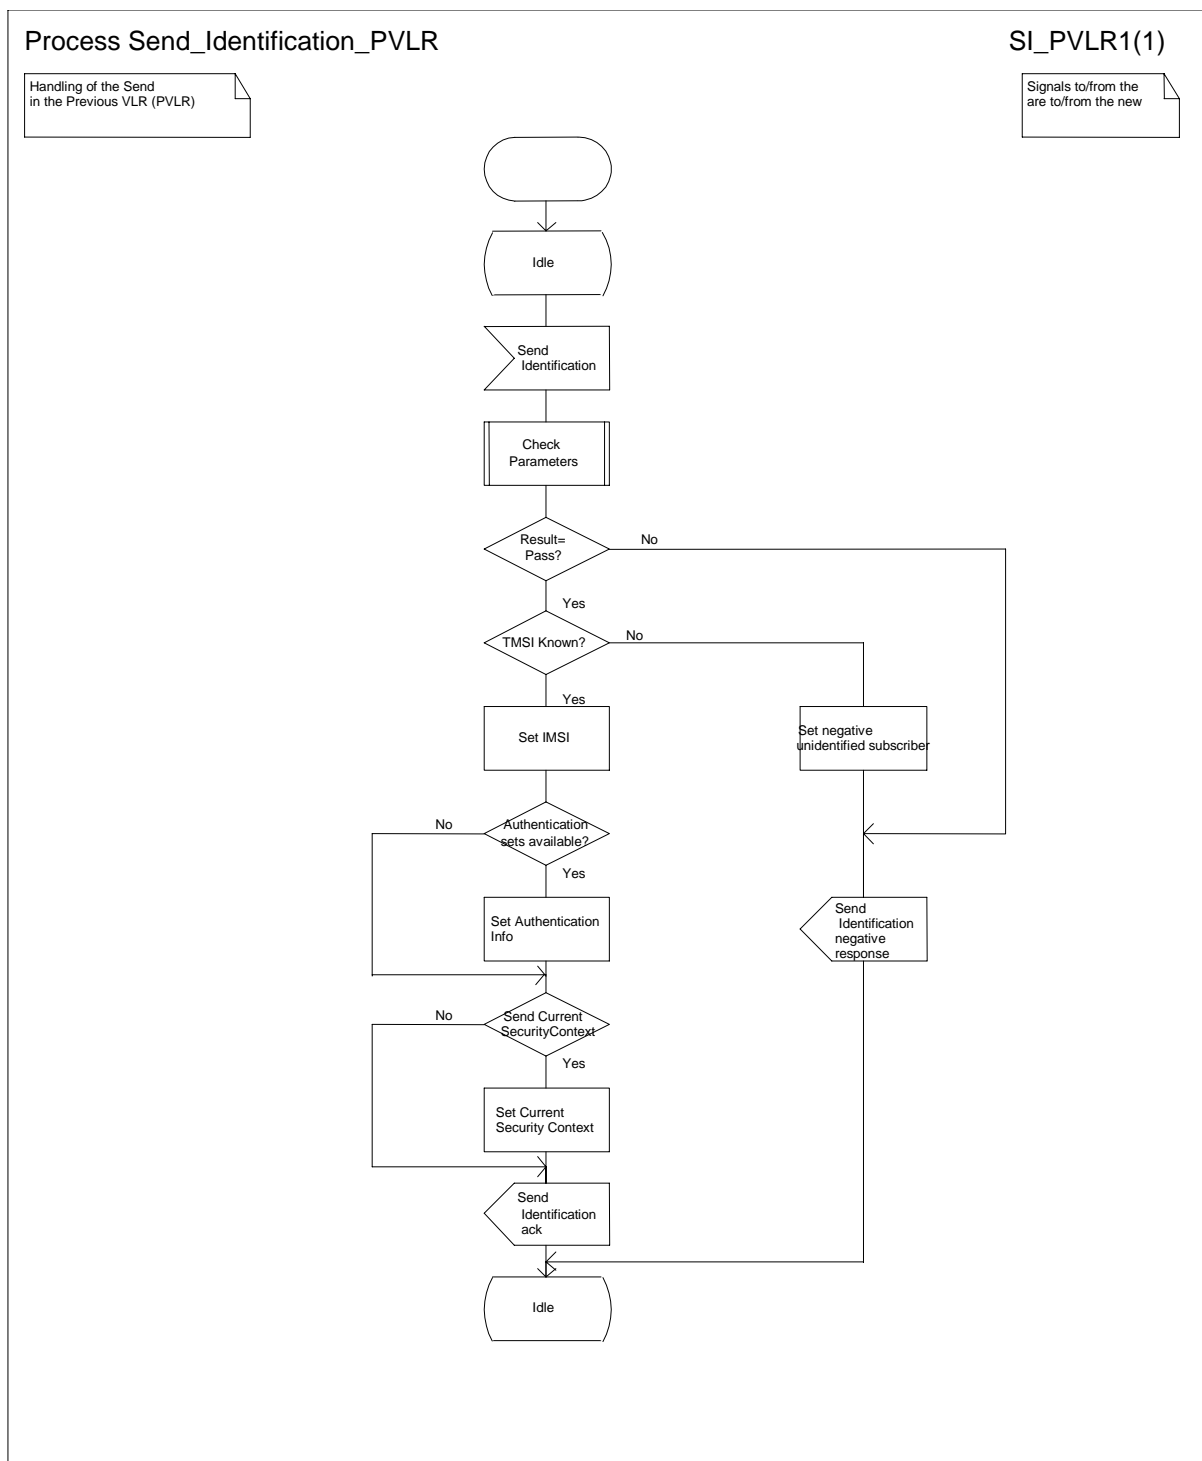 Process Send_Identification_PVLR
SI_PVLR1(1)
Handling of the Send
in the Previous VLR (PVLR)
Signals to/from the
are to/from the new
Idle
Send
Identification
Check
Parameters
Result=
Pass?
No
Yes
TMSI Known?
No
Yes
Set IMSI
Set negative
unidentified subscriber
No
Authentication
sets available?
Yes
Set Authentication
Info
Send
Identification
negative
response
No
Send Current
SecurityContext
Yes
Set Current
Security Context
Send
Identification
ack
Idle